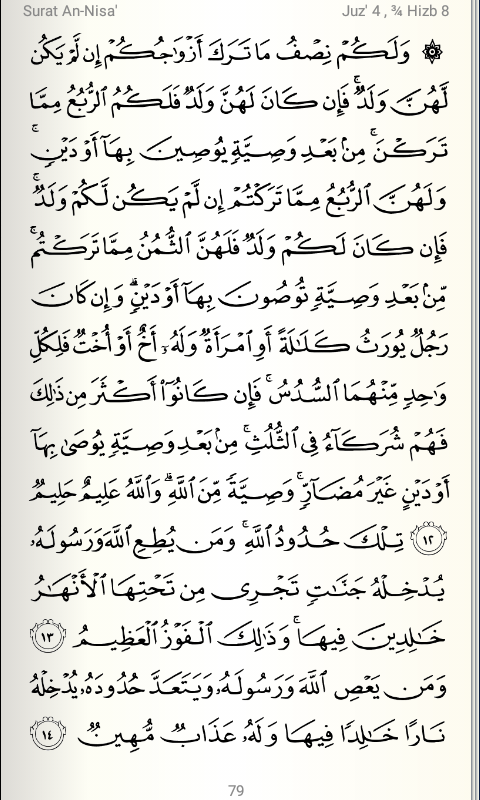 Surat An-Nisa' Juz' 4 , ¾ Hizb 8
۞ وَلَكُمْ نِصْفُ مَا تَرَكَ أَزْوَٰجُكُمْ إِن لَّمْ يَكُن
لَّهُنَّ وَلَدٌ ۚ فَإِن كَانَ لَهُنَّ وَلَدٌ فَلَكُمُ ٱلرُّبُعُ مِمَّا
تَرَكْنَ ۚ مِنۢ بَعْدِ وَصِيَّةٍ يُوصِينَ بِهَآ أَوْ دَيْنٍ ۚ
وَلَهُنَّ ٱلرُّبُعُ مِمَّا تَرَكْتُمْ إِن لَّمْ يَكُن لَّكُمْ وَلَدٌ ۚ
فَإِن كَانَ لَكُمْ وَلَدٌ فَلَهُنَّ ٱلثُّمُنُ مِمَّا تَرَكْتُم ۚ
مِّنۢ بَعْدِ وَصِيَّةٍ تُوصُونَ بِهَآ أَوْ دَيْنٍ ۗ وَإِن كَانَ
رَجُلٌ يُورَثُ كَلَـٰلَةً أَوِ ٱمْرَأَةٌ وَلَهُۥٓ أَخٌ أَوْ أُخْتٌ فَلِكُلِّ
وَٰحِدٍ مِّنْهُمَا ٱلسُّدُسُ ۚ فَإِن كَانُوٓا۟ أَكْثَرَ مِن ذَٰلِكَ
فَهُمْ شُرَكَآءُ فِى ٱلثُّلُثِ ۚ مِنۢ بَعْدِ وَصِيَّةٍ يُوصَىٰ بِهَآ
أَوْ دَيْنٍ غَيْرَ مُضَآرٍّ ۚ وَصِيَّةً مِّنَ ٱللَّهِ ۗ وَٱللَّهُ عَلِيمٌ حَلِيمٌ
١٢ تِلْكَ حُدُودُ ٱللَّهِ ۚ وَمَن يُطِعِ ٱللَّهَ وَرَسُولَهُۥ
يُدْخِلْهُ جَنَّـٰتٍ تَجْرِى مِن تَحْتِهَا ٱلْأَنْهَـٰرُ
خَـٰلِدِينَ فِيهَا ۚ وَذَٰلِكَ ٱلْفَوْزُ ٱلْعَظِيمُ ١٣
وَمَن يَعْصِ ٱللَّهَ وَرَسُولَهُۥ وَيَتَعَدَّ حُدُودَهُۥ يُدْخِلْهُ
نَارًا خَـٰلِدًا فِيهَا وَلَهُۥ عَذَابٌ مُّهِينٌ ١٤
79